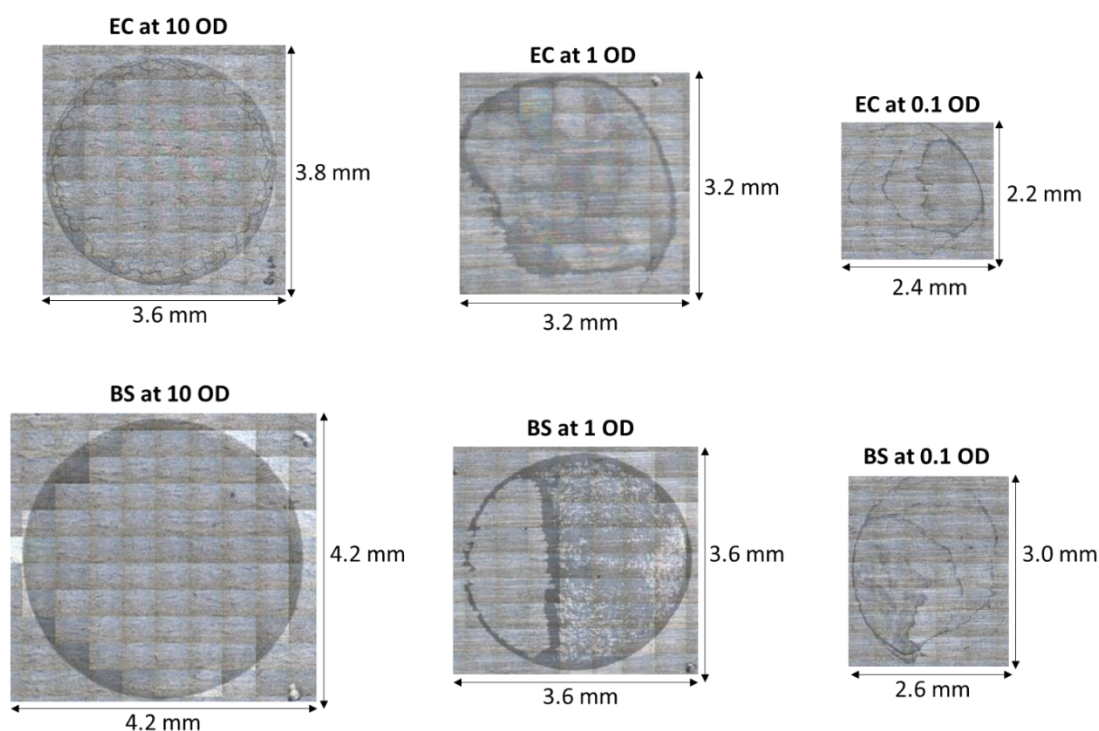 EC at 10 OD
3.8 mm
3.6 mm
EC at 1 OD
3.2 mm
3.2 mm
EC at 0.1 OD
2.2 mm
2.4 mm
BS at 10 OD
4.2 mm
4.2 mm
BS at 1 OD
3.6 mm
3.6 mm
BS at 0.1 OD
3.0 mm
2.6 mm